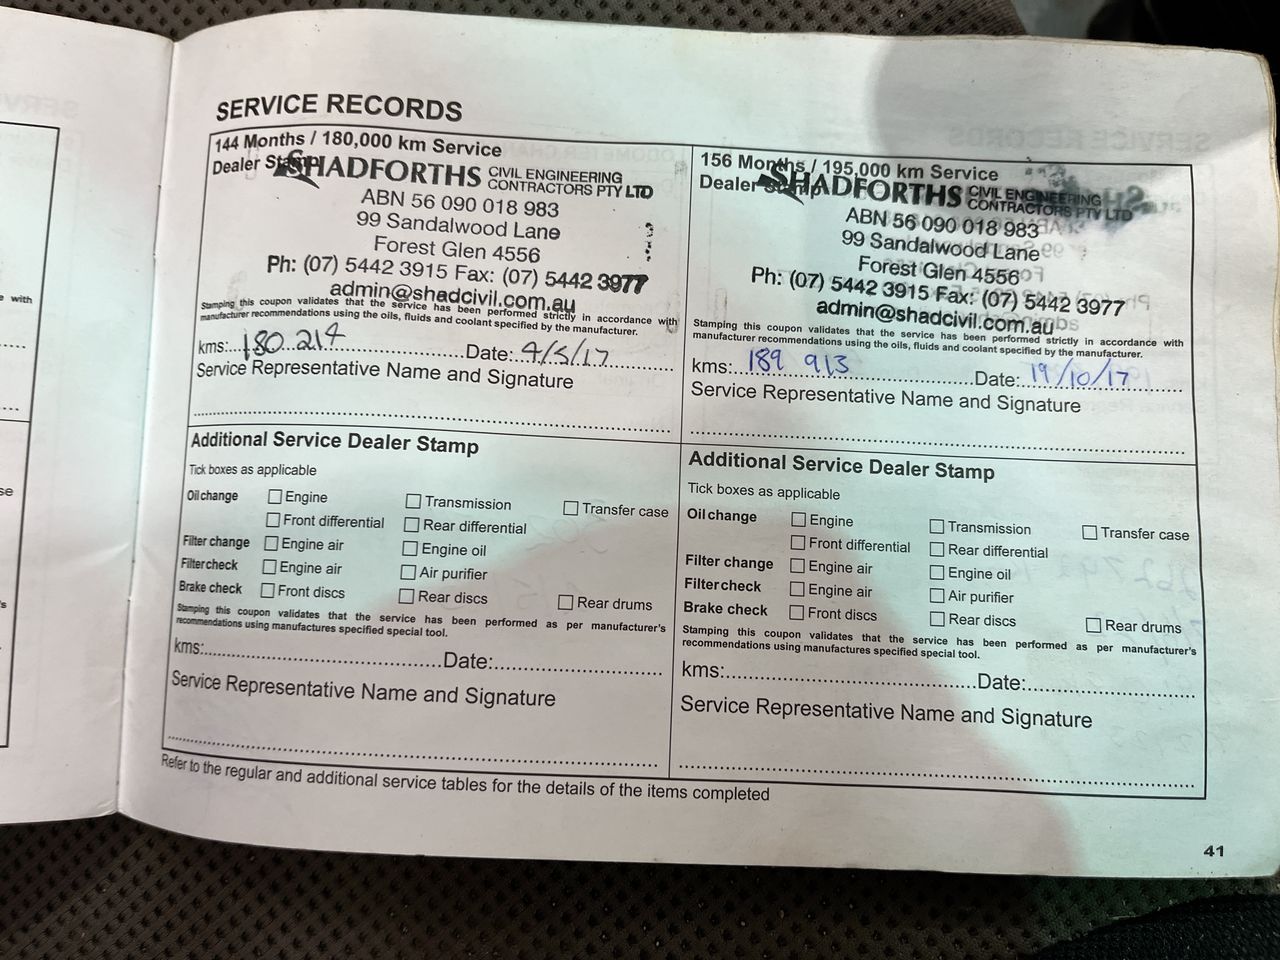 SERVICE RECORDS
144 Months / 180,000 km Service
Dealer Stamp
SHADFORTHS CIVIL ENGINEERING
CONTRACTORS PTY LTD
ABN 56 090 018 983
99 Sandalwood Lane
Forest Glen 4556
Ph: (07) 5442 3915 Fax: (07) 5442 3977
admin@shadcivil.com.au
Stamping this coupon validates that the service has been performed strictly in accordance with
manufacturer recommendations using the oils, fluids and coolant specified by the manufacturer.
kms: 180.214 Date: 4/5/17
Service Representative Name and Signature
Additional Service Dealer Stamp
Tick boxes as applicable
Oil change Engine Transmission Transfer case
Front differential Rear differential
Filter change Engine air Engine oil
Filter check Engine air Air purifier
Brake check Front discs Rear discs Rear drums
Stamping this coupon validates that the service has been performed as per manufacturer's
recommendations using manufactures specified special tool.
kms: Date:
Service Representative Name and Signature
156 Months / 195,000 km Service
Dealer Stamp
SHADFORTHS CIVIL ENGINEERING
CONTRACTORS PTY LTD
ABN 56 090 018 983
99 Sandalwood Lane
Forest Glen 4556
Ph: (07) 5442 3915 Fax: (07) 5442 3977
admin@shadcivil.com.au
Stamping this coupon validates that the service has been performed strictly in accordance with
manufacturer recommendations using the oils, fluids and coolant specified by the manufacturer.
kms: 189 913 Date: 19/10/17
Service Representative Name and Signature
Additional Service Dealer Stamp
Tick boxes as applicable
Oil change Engine Transmission Transfer case
Front differential Rear differential
Filter change Engine air Engine oil
Filter check Engine air Air purifier
Brake check Front discs Rear discs Rear drums
Stamping this coupon validates that the service has been performed as per manufacturer's
recommendations using manufactures specified special tool.
kms: Date:
Service Representative Name and Signature
Refer to the regular and additional service tables for the details of the items completed
41